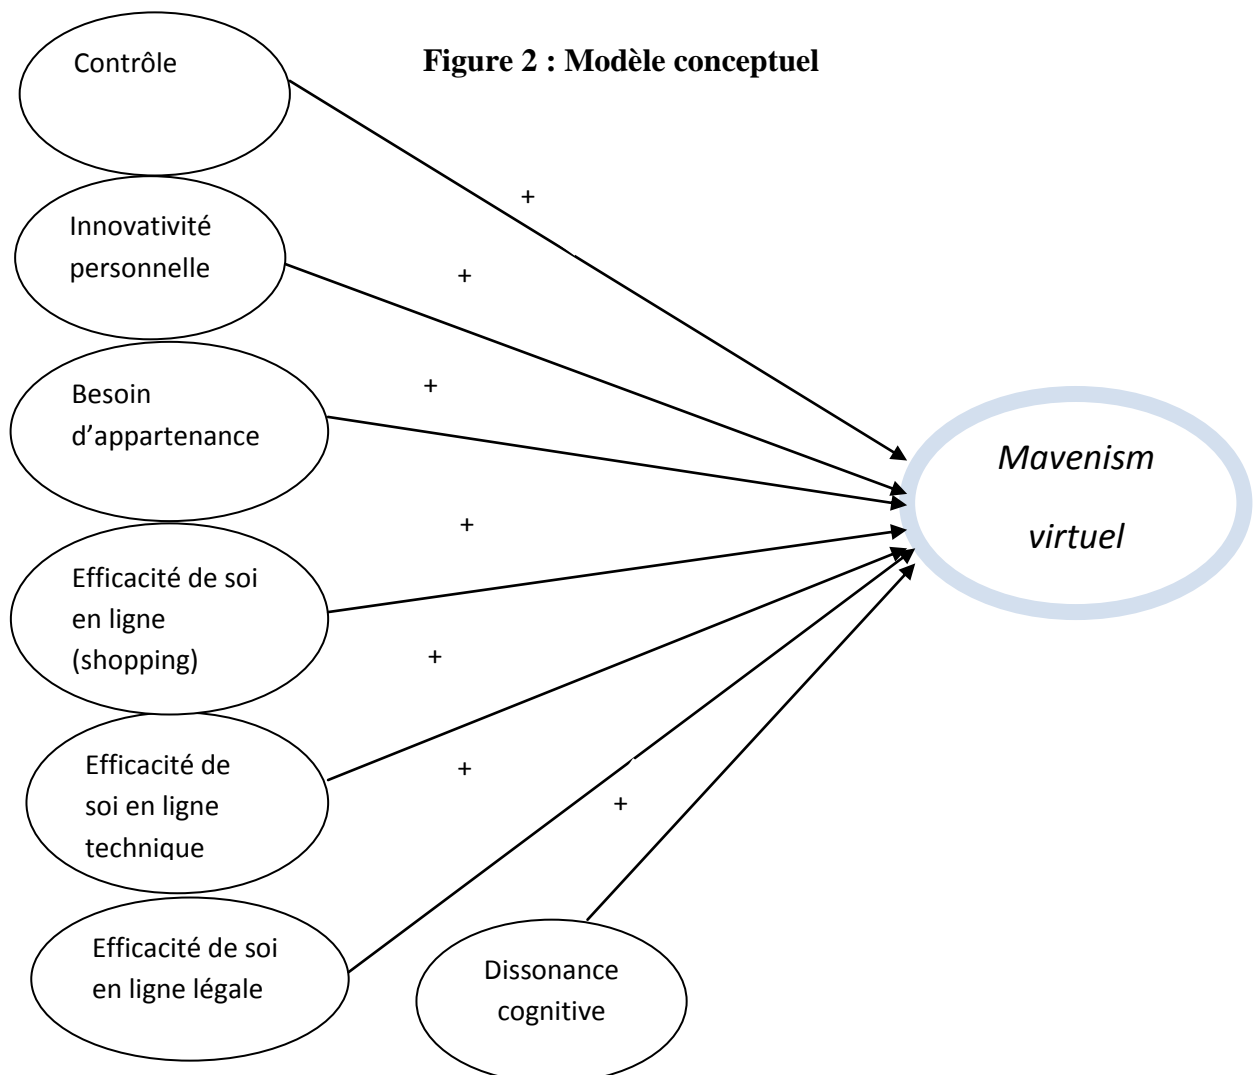 Figure 2 : Modèle conceptuel
Contrôle
+
Innovativité
personnelle
+
Besoin
d’appartenance
+
Efficacité de soi
en ligne
(shopping)
+
Efficacité de
soi en ligne
technique
+
Efficacité de soi
en ligne légale
+
Dissonance
cognitive
+
Mavenism
virtuel